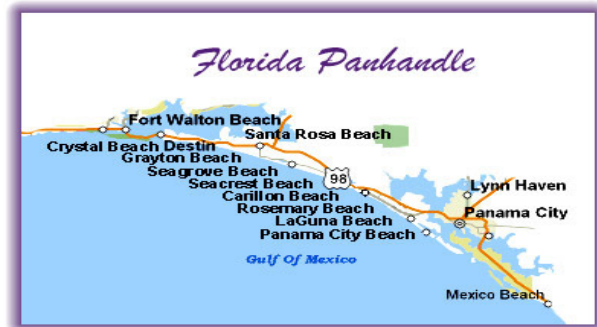 Florida Panhandle
Fort Walton Beach
Crystal Beach Destin
Santa Rosa Beach
Grayton Beach
Seagrove Beach
98
Seacrest Beach
Lynn Haven
Carillon Beach
Rosemary Beach
Panama City
LaGuna Beach
Panama City Beach
Gulf Of Mexico
Mexico Beach